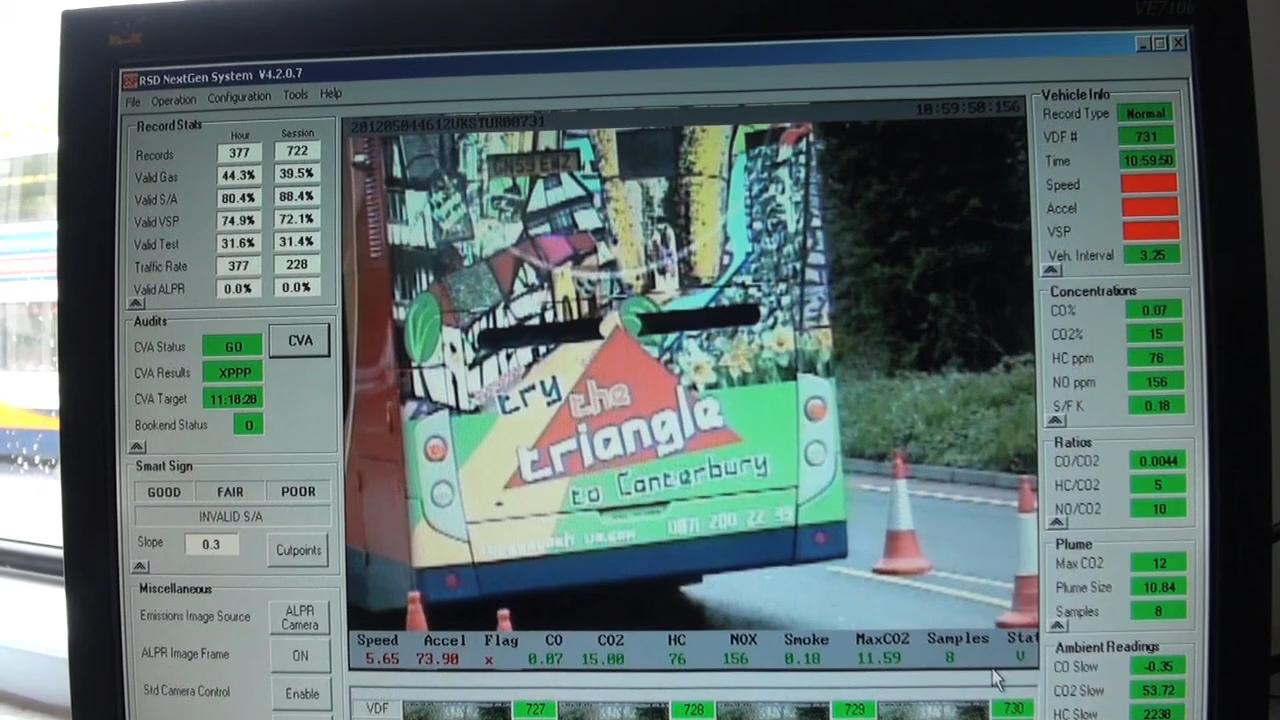 VE7106
RSD NextGen System V4.2.0.7
File Operation Configuration Tools Help
Record Stats
Hour Session
Records 377 722
Valid Gas 44.3% 39.5%
Valid S/A 80.4% 88.4%
Valid VSP 74.9% 72.1%
Valid Test 31.6% 31.4%
Traffic Rate 377 228
Valid ALPR 0.0% 0.0%
Audits
CVA Status GO CVA
CVA Results XPPP
CVA Target 11:18:28
Bookend Status 0
Smart Sign
GOOD FAIR POOR
INVALID S/A
Slope 0.3 Cutpoints
Miscellaneous
Emissions Image Source ALPR Camera
ALPR Image Frame ON
Std Camera Control Enable
10:59:50:156
try the
triangle
to Canterbury
Speed Accel Flag CO CO2 HC NOX Smoke MaxCO2 Samples Stat
5.65 73.90 x 0.07 15.00 76 156 0.18 11.59 8 V
VDF 727 728 729 730
Vehicle Info
Record Type Normal
VDF # 731
Time 10:59:50
Speed
Accel
VSP
Veh. Interval 3.25
Concentrations
CO% 0.07
CO2% 15
HC ppm 76
NO ppm 156
S/F K 0.18
Ratios
CO/CO2 0.0044
HC/CO2 5
NO/CO2 10
Plume
Max CO2 12
Plume Size 10.84
Samples 8
Ambient Readings
CO Slow -0.35
CO2 Slow 53.72
HC Slow 2238